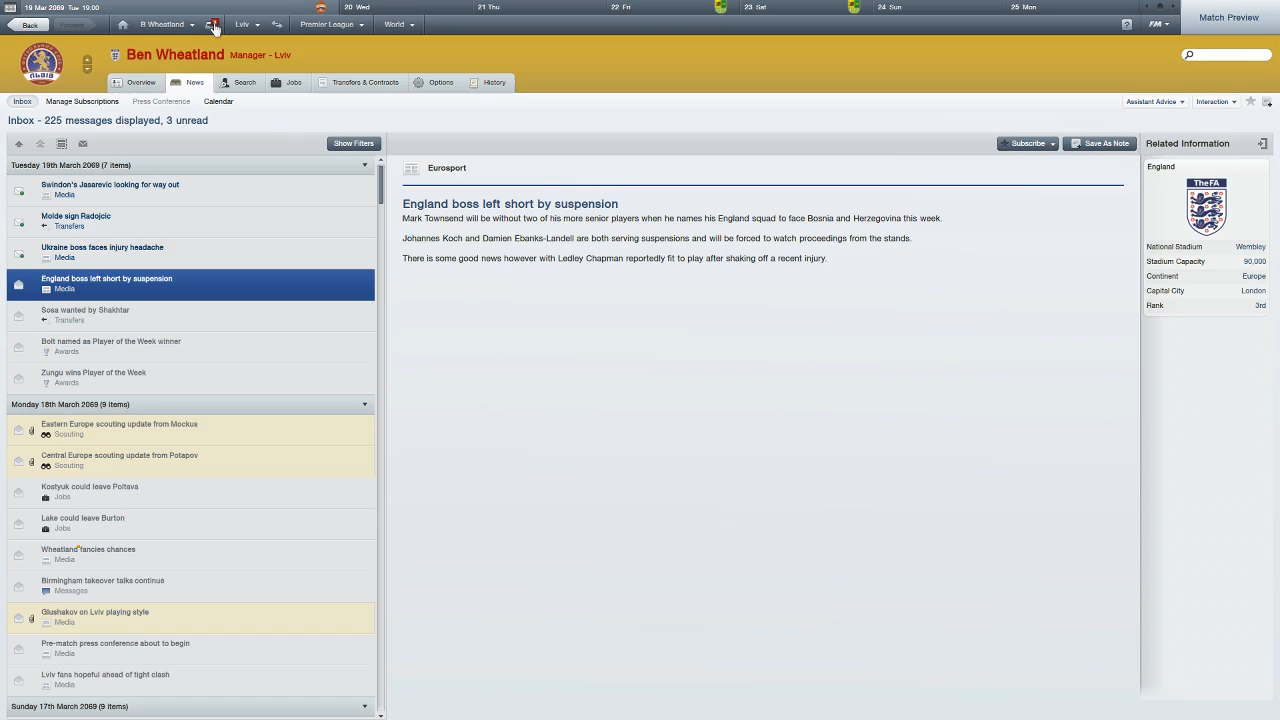 19 Mar 2069 Tue 19:00
20 Wed
21 Thu
22 Fri
23 Sat
24 Sun
25 Mon
Back
Forward
B Wheatland
Lviv
Premier League
World
?
FM
Match Preview
Ben Wheatland
Manager - Lviv
Overview
News
Search
Jobs
Transfers & Contracts
Options
History
Inbox
Manage Subscriptions
Press Conference
Calendar
Assistant Advice
Interaction
Inbox - 225 messages displayed, 3 unread
Show Filters
Tuesday 19th March 2069 (7 items)
Swindon's Jasarevic looking for way out
Media
Molde sign Radojcic
Transfers
Ukraine boss faces injury headache
Media
England boss left short by suspension
Media
Sosa wanted by Shakhtar
Transfers
Bolt named as Player of the Week winner
Awards
Zungu wins Player of the Week
Awards
Monday 18th March 2069 (9 items)
Eastern Europe scouting update from Mockus
Scouting
Central Europe scouting update from Potapov
Scouting
Kostyuk could leave Poltava
Jobs
Lake could leave Burton
Jobs
Wheatland fancies chances
Media
Birmingham takeover talks continue
Messages
Glushakov on Lviv playing style
Media
Pre-match press conference about to begin
Media
Lviv fans hopeful ahead of tight clash
Media
Sunday 17th March 2069 (9 items)
Subscribe
Save As Note
Eurosport
England boss left short by suspension
Mark Townsend will be without two of his more senior players when he names his England squad to face Bosnia and Herzegovina this week.
Johannes Koch and Damien Ebanks-Landell are both serving suspensions and will be forced to watch proceedings from the stands.
There is some good news however with Ledley Chapman reportedly fit to play after shaking off a recent injury.
Related Information
England
The FA
National Stadium Wembley
Stadium Capacity 90,000
Continent Europe
Capital City London
Rank 3rd